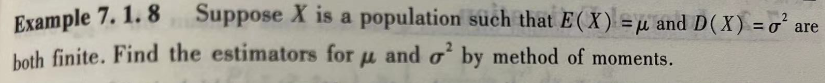 Example 7. 1. 8 Suppose X is a population such that E(X) = μ and D(X) = σ² are
both finite. Find the estimators for μ and σ² by method of moments.